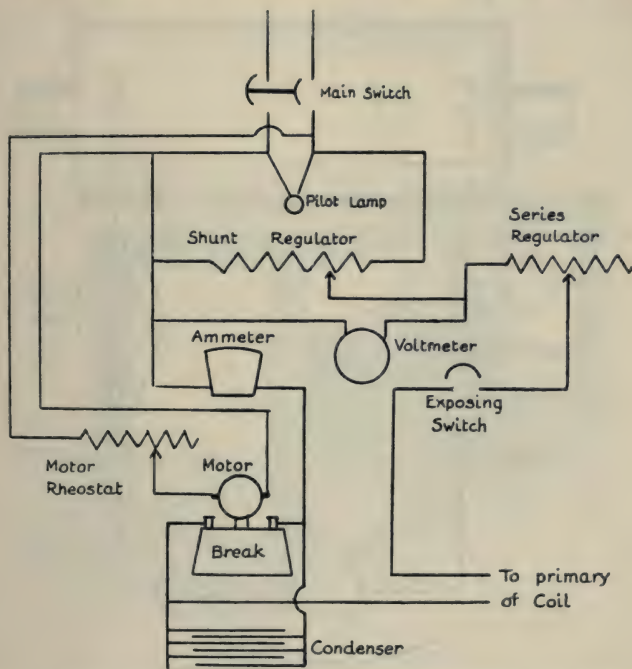 Main Switch
Pilot Lamp
Series
Regulator
Shunt Regulator
Ammeter
Voltmeter
Exposing
Switch
Motor
Rheostat
Motor
Break
To primary
of Coil
Condenser